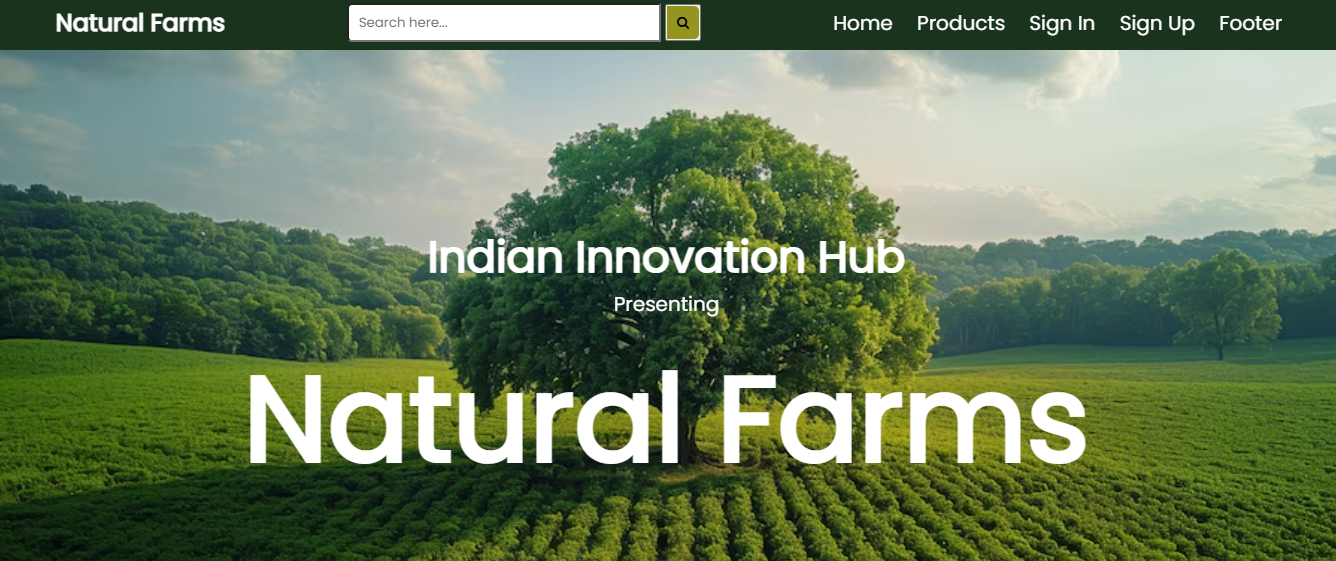 Natural Farms
Search here...
Home Products Sign In Sign Up Footer
Indian Innovation Hub
Presenting
Natural Farms